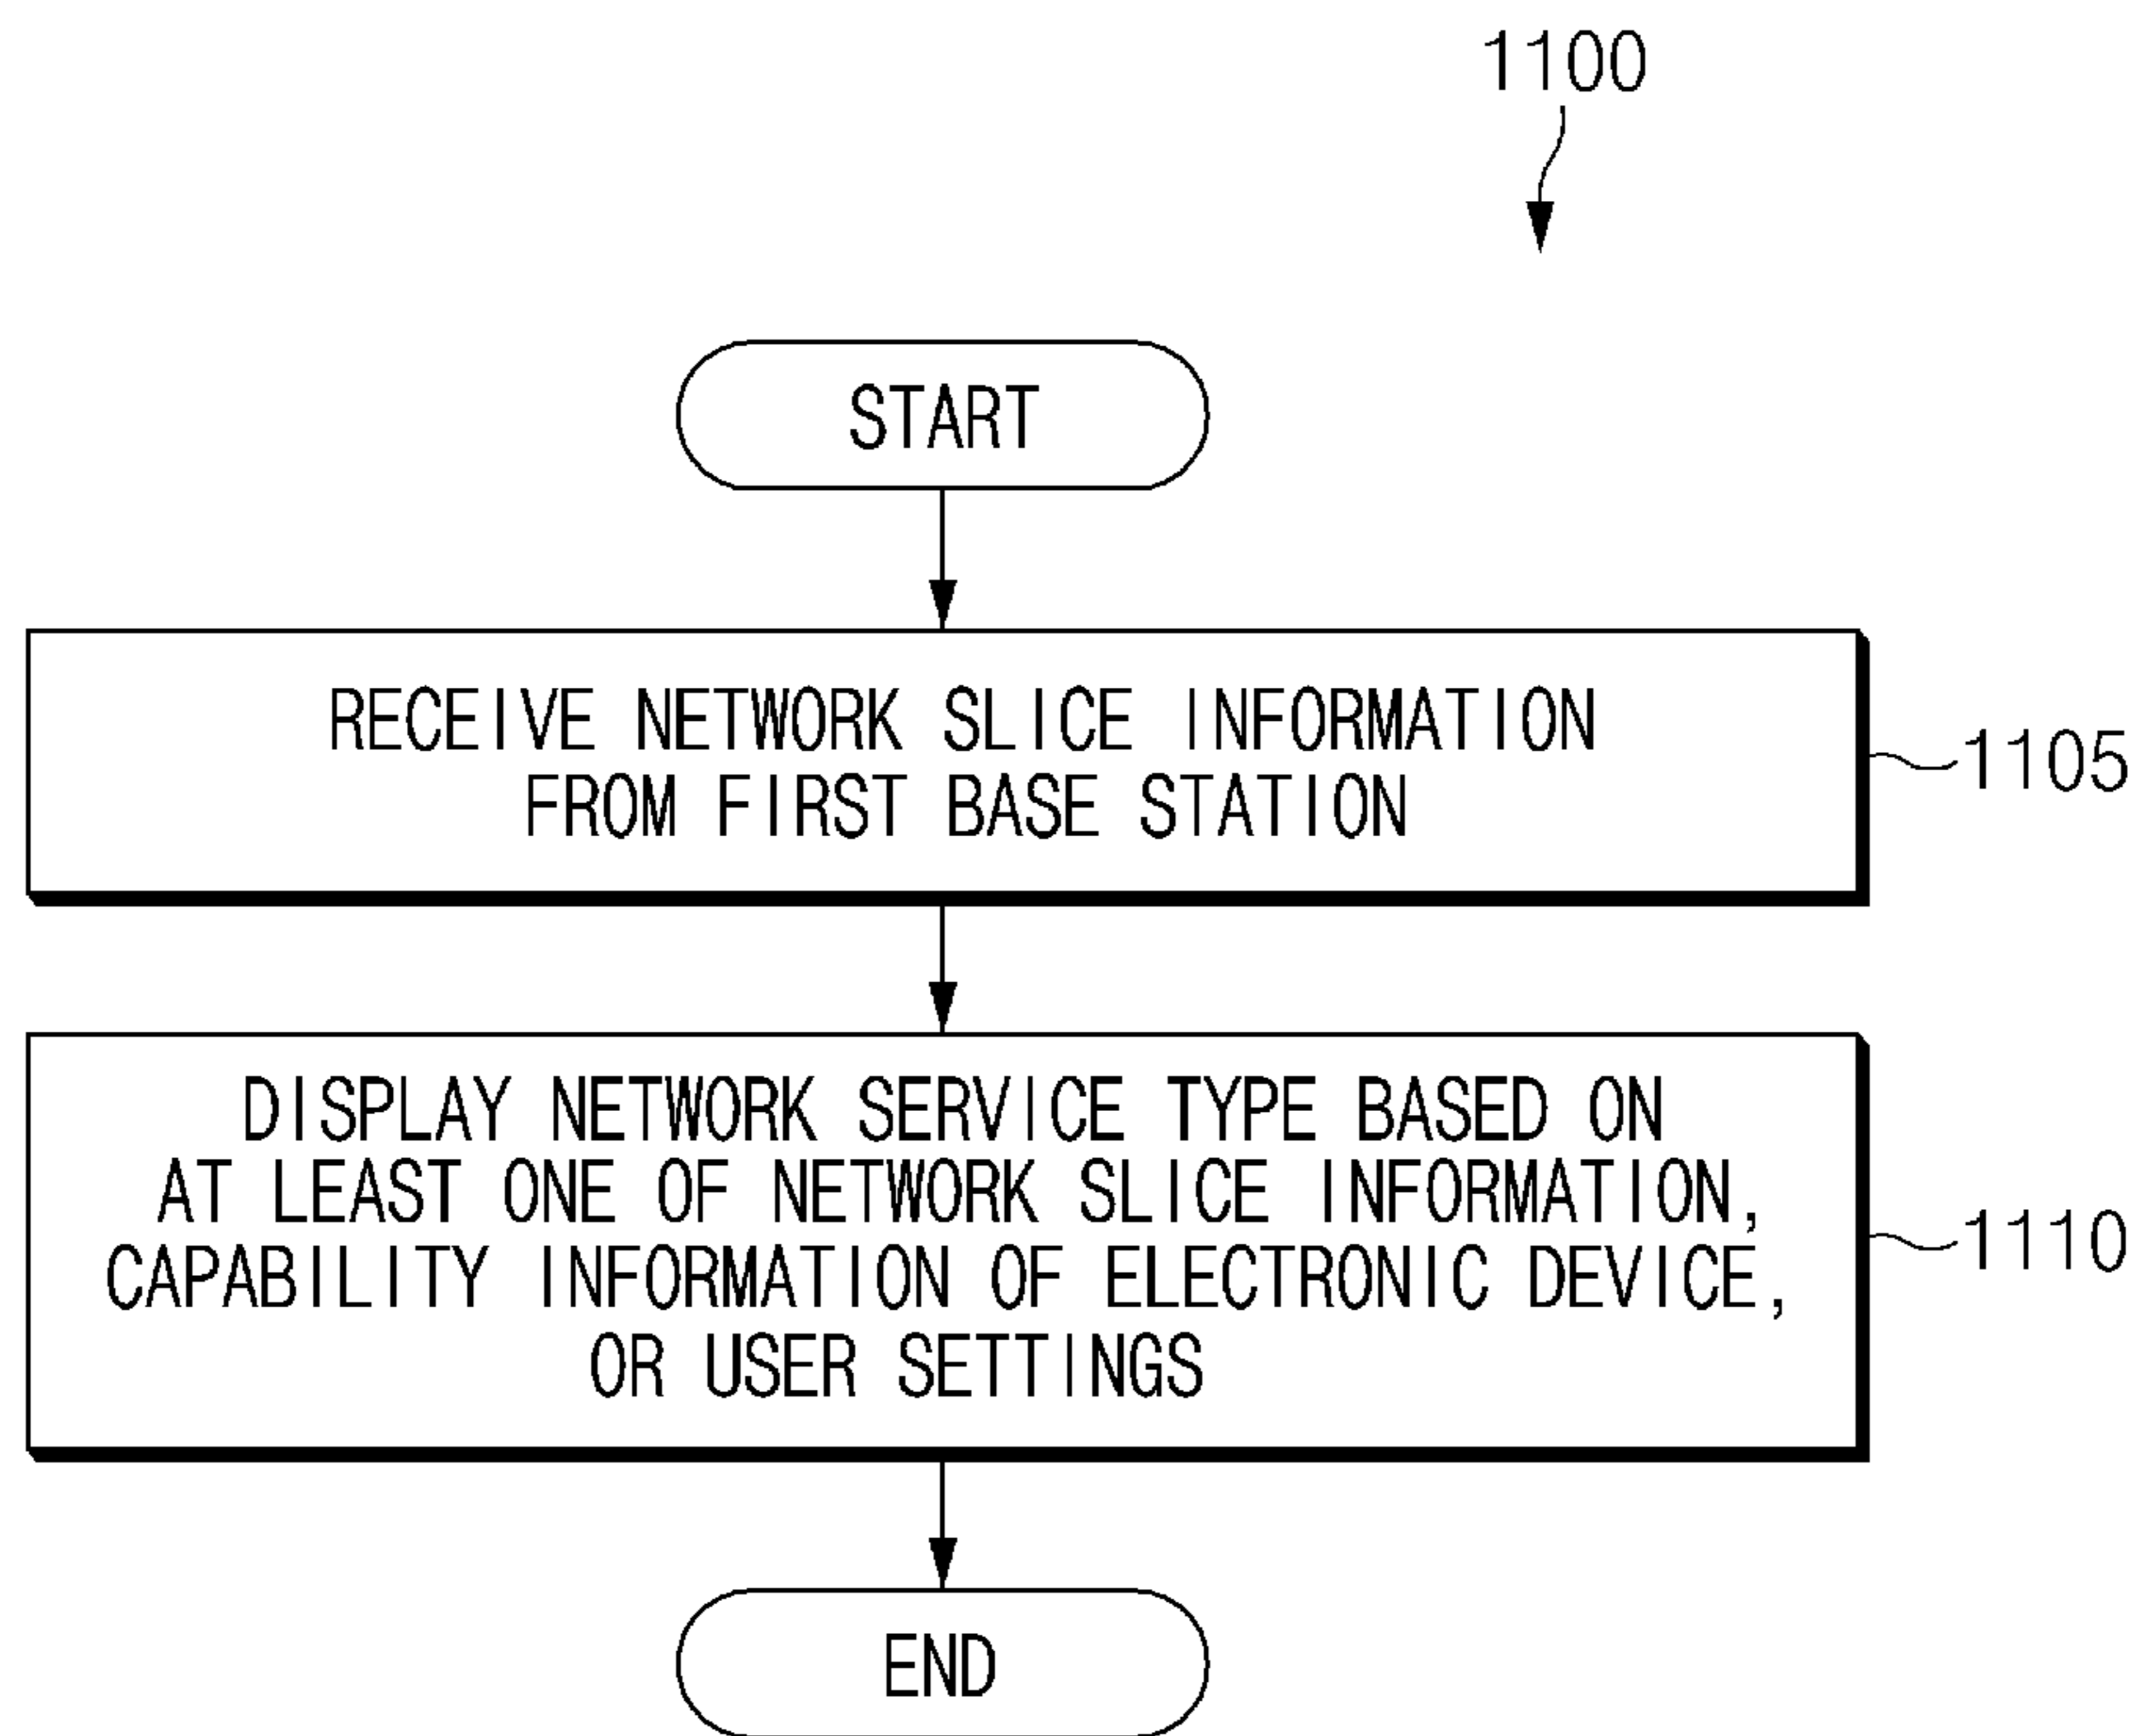 1100
START
RECEIVE NETWORK SLICE INFORMATION
FROM FIRST BASE STATION
1105
DISPLAY NETWORK SERVICE TYPE BASED ON
AT LEAST ONE OF NETWORK SLICE INFORMATION,
CAPABILITY INFORMATION OF ELECTRONIC DEVICE,
OR USER SETTINGS
1110
END